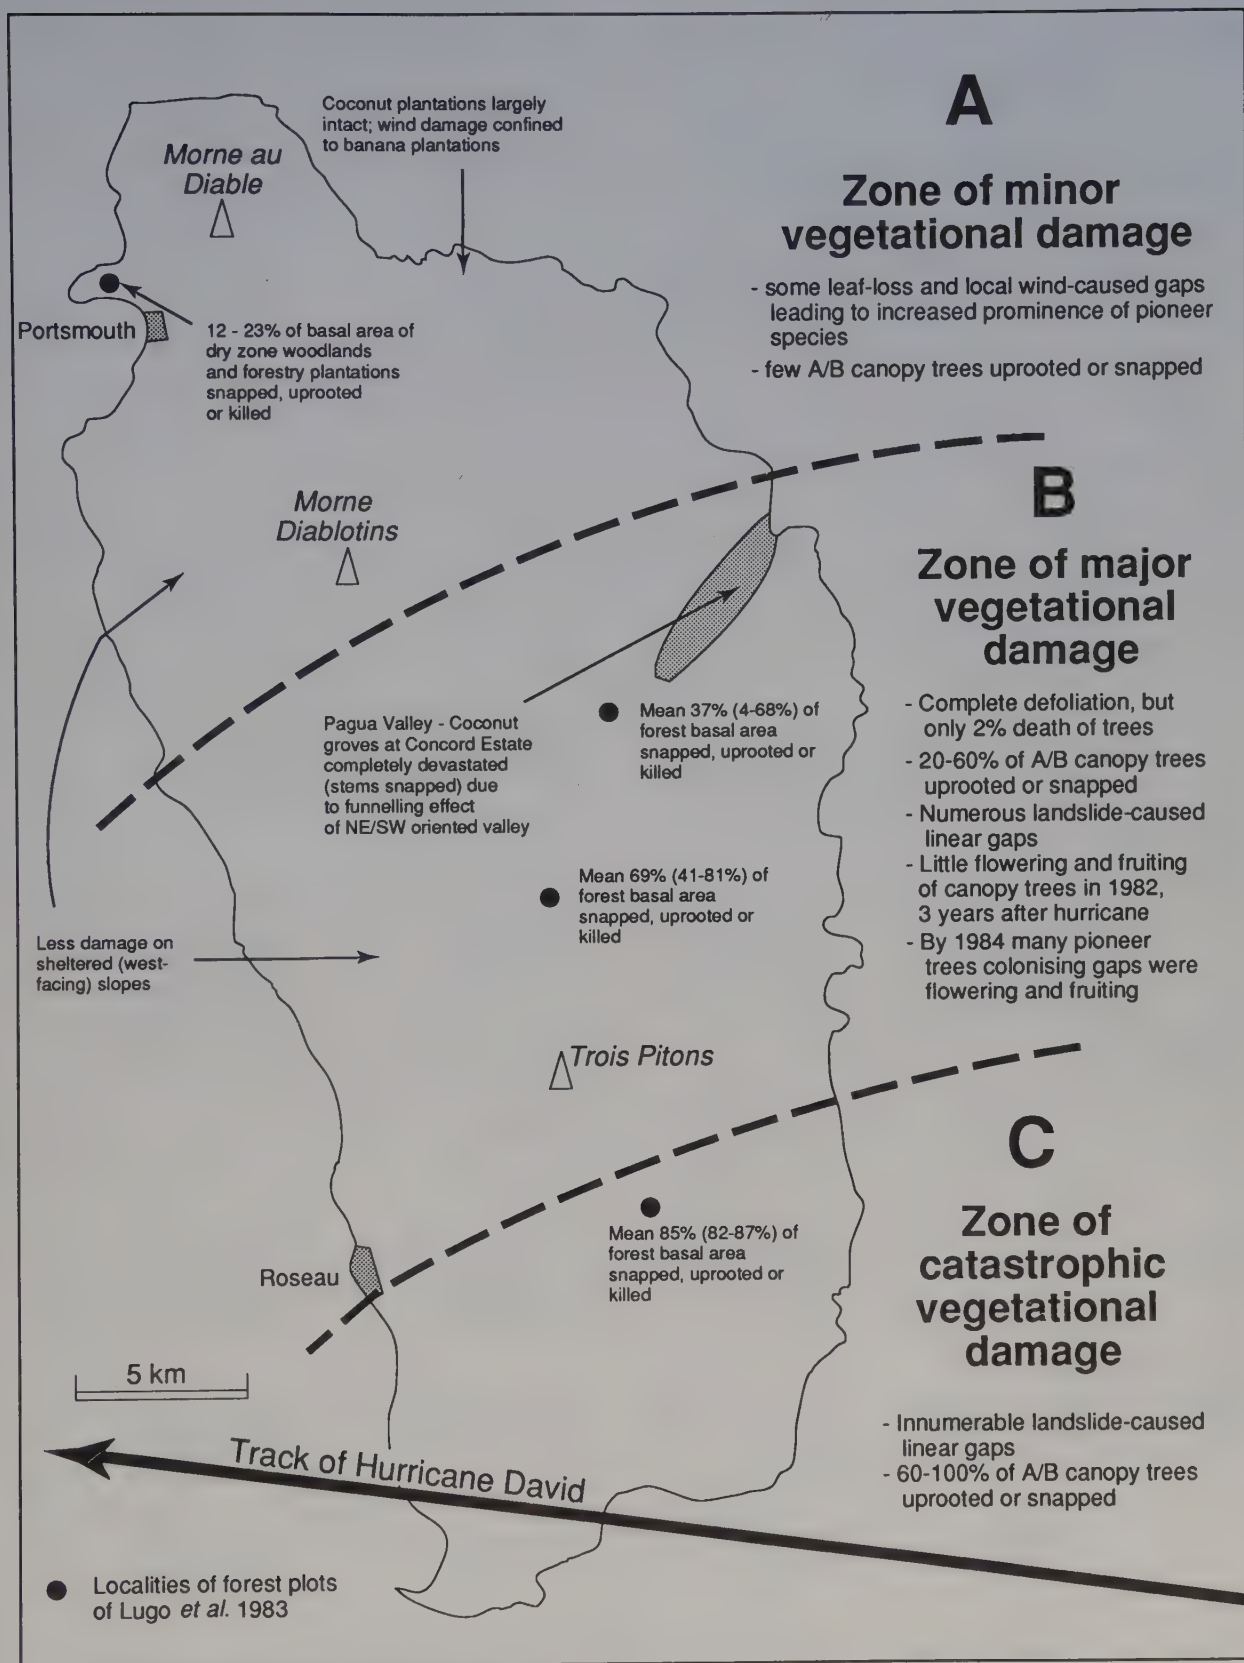 Coconut plantations largely
intact; wind damage confined
to banana plantations
Morne au
Diable
Portsmouth
12 - 23% of basal area of
dry zone woodlands
and forestry plantations
snapped, uprooted
or killed
A
Zone of minor
vegetational damage
- some leaf-loss and local wind-caused gaps
leading to increased prominence of pioneer
species
- few A/B canopy trees uprooted or snapped
Morne
Diablotins
B
Zone of major
vegetational
damage
- Complete defoliation, but
only 2% death of trees
- 20-60% of A/B canopy trees
uprooted or snapped
- Numerous landslide-caused
linear gaps
- Little flowering and fruiting
of canopy trees in 1982,
3 years after hurricane
- By 1984 many pioneer
trees colonising gaps were
flowering and fruiting
Pagua Valley - Coconut
groves at Concord Estate
completely devastated
(stems snapped) due
to funnelling effect
of NE/SW oriented valley
Mean 37% (4-68%) of
forest basal area
snapped, uprooted or
killed
Mean 69% (41-81%) of
forest basal area
snapped, uprooted or
killed
Less damage on
sheltered (west-
facing) slopes
Trois Pitons
C
Zone of
catastrophic
vegetational
damage
- Innumerable landslide-caused
linear gaps
- 60-100% of A/B canopy trees
uprooted or snapped
Mean 85% (82-87%) of
forest basal area
snapped, uprooted or
killed
Roseau
5 km
Track of Hurricane David
Localities of forest plots
of Lugo et al. 1983